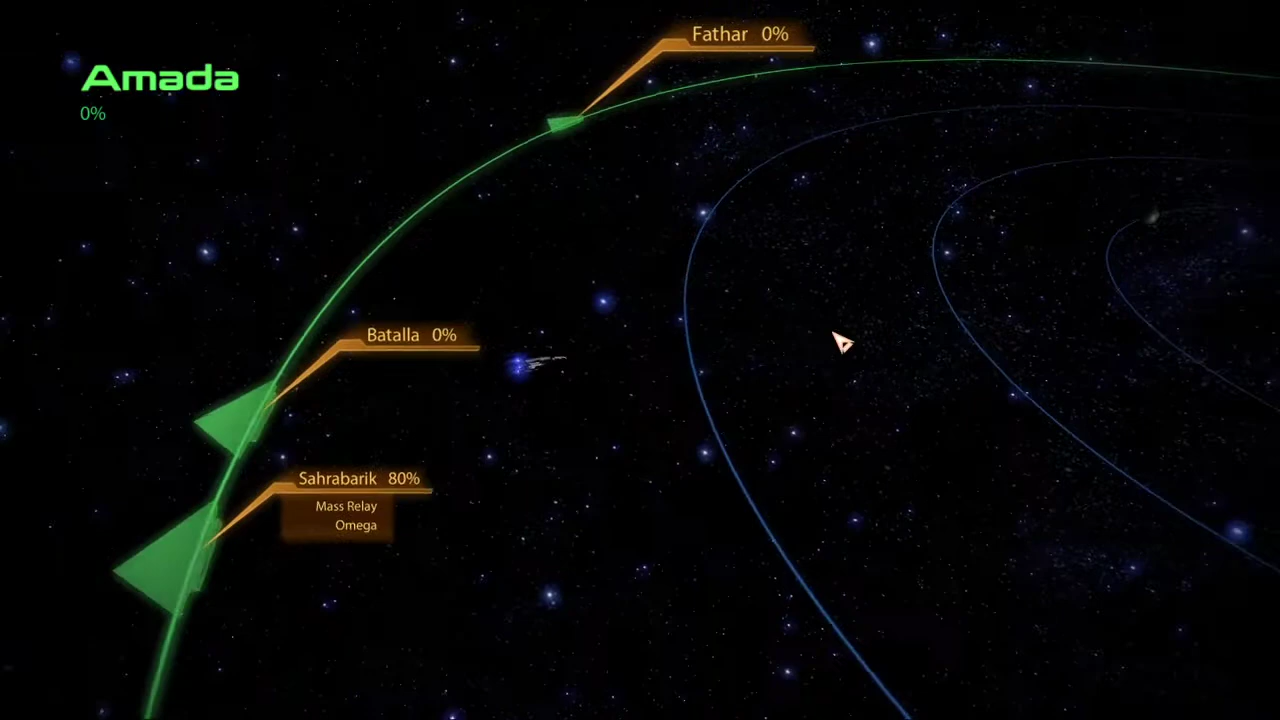 Amada
0%
Fathar 0%
Batalla 0%
Sahrabarik 80%
Mass Relay
Omega